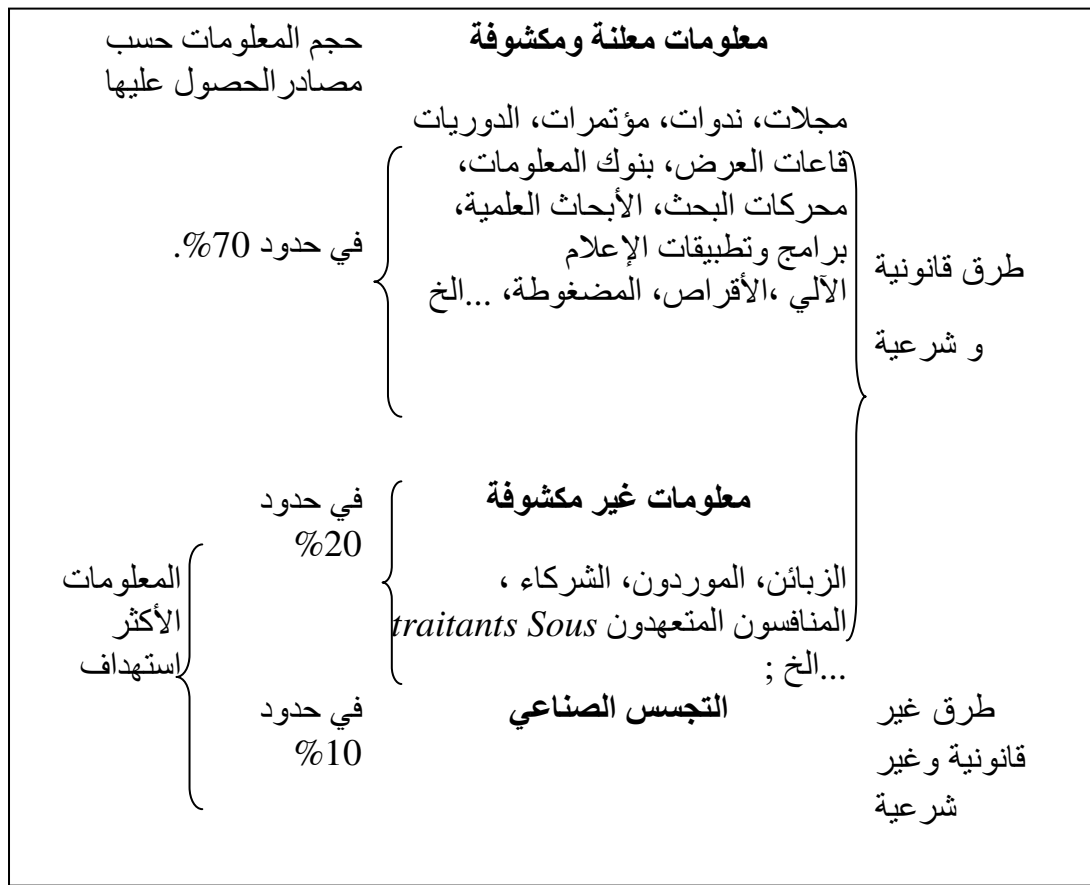 معلومات معلنة ومكشوفة
حجم المعلومات حسب
مصادر الحصول عليها
مجلات، ندوات، مؤتمرات، الدوريات
قاعات العرض، بنوك المعلومات،
محركات البحث، الأبحاث العلمية،
برامج وتطبيقات الإعلام
الآلي ،الأقراص، المضغوطة، ...الخ
في حدود 70%.
طرق قانونية
و شرعية
معلومات غير مكشوفة
في حدود
%20
الزبائن، الموردون، الشركاء ،
المنافسون المتعهدون traitants Sous
...الخ ;
المعلومات
الأكثر
استهداف
التجسس الصناعي
في حدود
%10
طرق غير
قانونية وغير
شرعية